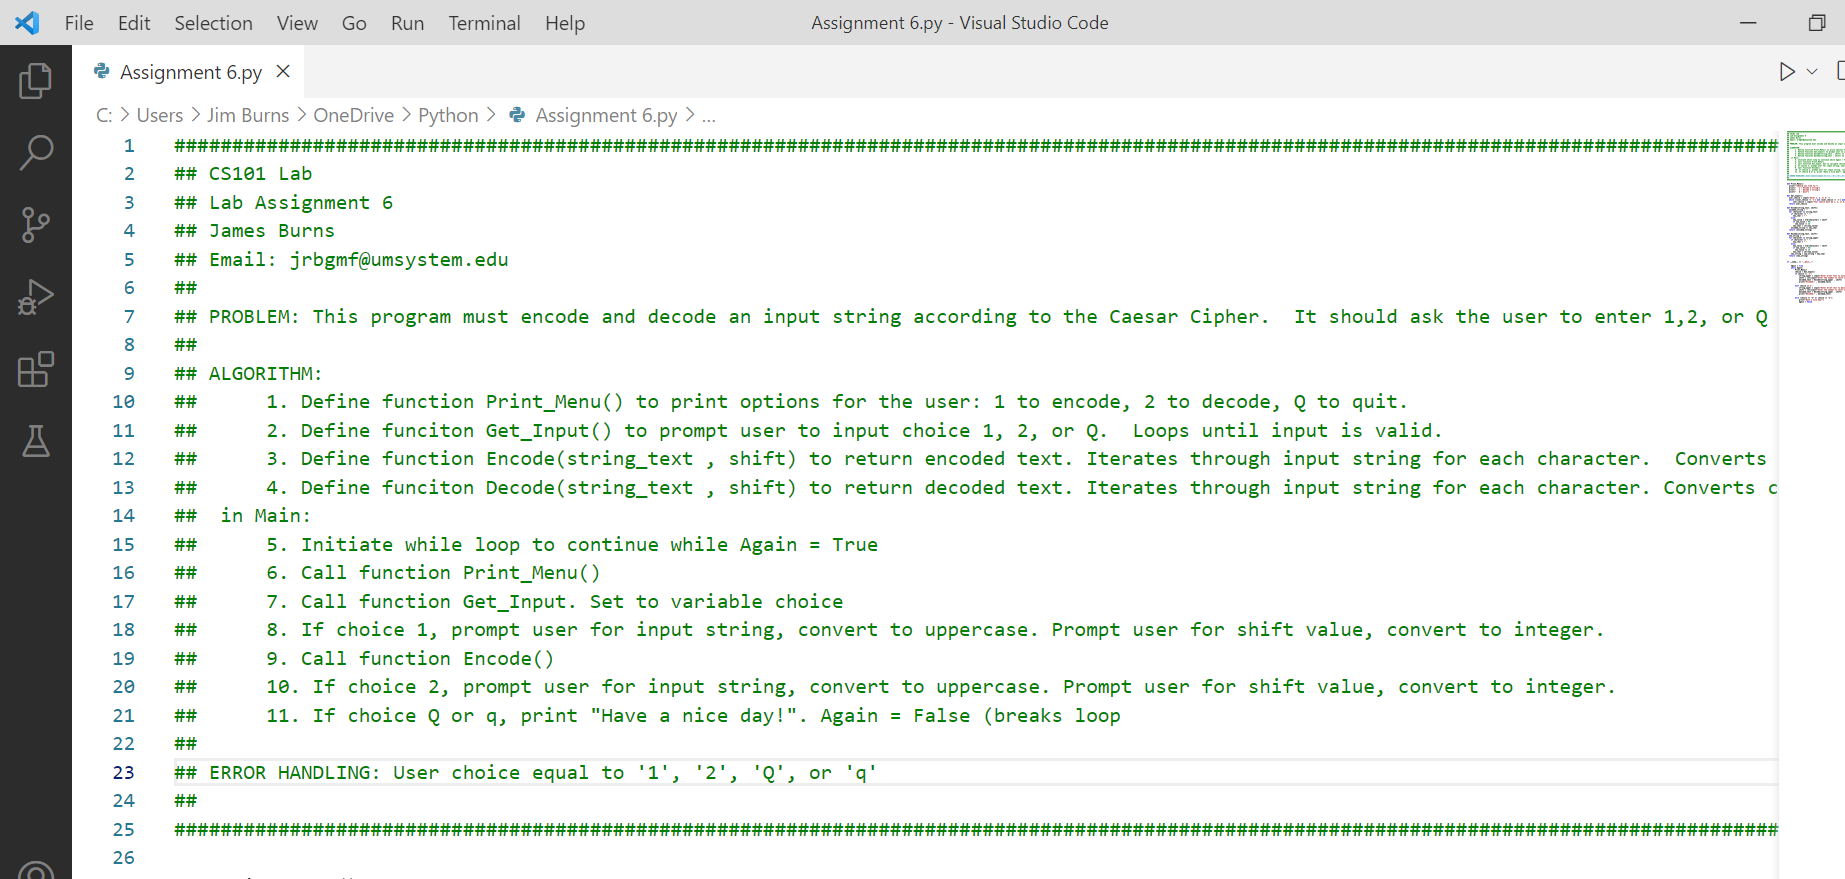 File Edit Selection View Go Run Terminal Help Assignment 6.py - Visual Studio Code
Assignment 6.py
C: > Users > Jim Burns > OneDrive > Python > Assignment 6.py > ...
1 ############################################################################################################################################
2 ## CS101 Lab
3 ## Lab Assignment 6
4 ## James Burns
5 ## Email: jrbgmf@umsystem.edu
6 ##
7 ## PROBLEM: This program must encode and decode an input string according to the Caesar Cipher.  It should ask the user to enter 1,2, or Q
8 ##
9 ## ALGORITHM:
10 ##      1. Define function Print_Menu() to print options for the user: 1 to encode, 2 to decode, Q to quit.
11 ##      2. Define funciton Get_Input() to prompt user to input choice 1, 2, or Q.  Loops until input is valid.
12 ##      3. Define function Encode(string_text , shift) to return encoded text. Iterates through input string for each character.  Converts
13 ##      4. Define funciton Decode(string_text , shift) to return decoded text. Iterates through input string for each character. Converts c
14 ##  in Main:
15 ##      5. Initiate while loop to continue while Again = True
16 ##      6. Call function Print_Menu()
17 ##      7. Call function Get_Input. Set to variable choice
18 ##      8. If choice 1, prompt user for input string, convert to uppercase. Prompt user for shift value, convert to integer.
19 ##      9. Call function Encode()
20 ##      10. If choice 2, prompt user for input string, convert to uppercase. Prompt user for shift value, convert to integer.
21 ##      11. If choice Q or q, print "Have a nice day!". Again = False (breaks loop
22 ##
23 ## ERROR HANDLING: User choice equal to '1', '2', 'Q', or 'q'
24 ##
25 ############################################################################################################################################
26